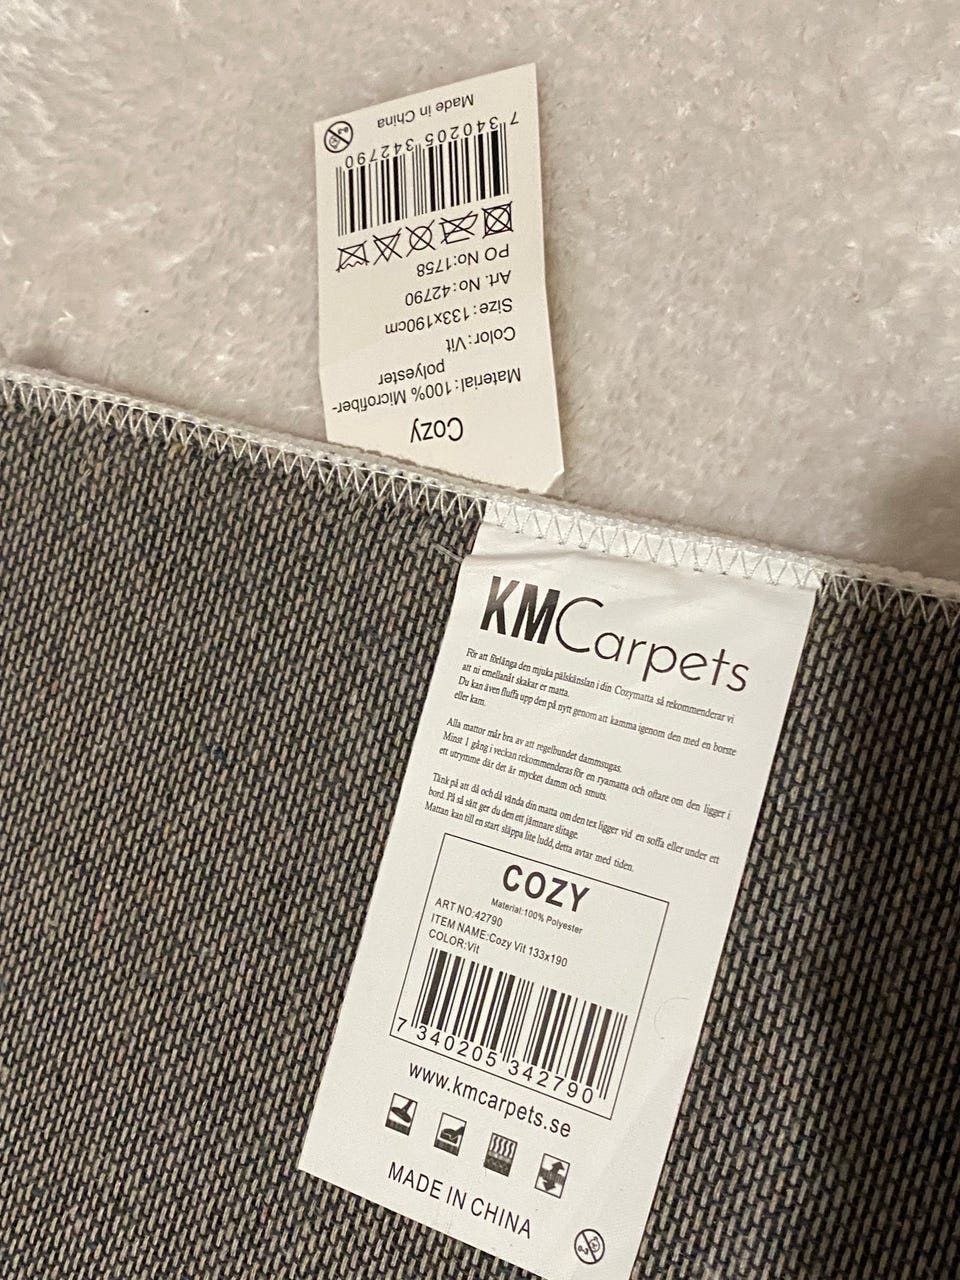 Cozy
Material:100% Microfiber-
polyester
Color:Vit
Size:133x190cm
Art. No:42790
PO No:1758
7 340205 342790
Made in China
0-3
KMCarpets
För att förlänga den mjuka pälskänslan i din Cozymatta så rekommenderar vi
att ni emellanåt skakar er matta.
Du kan även fluffa upp den på nytt genom att kamma igenom den med en borste
eller kam.
Alla mattor mår bra av att regelbundet dammsugas.
Minst 1 gång i veckan rekommenderas för en ryamatta och oftare om den ligger i
ett utrymme där det är mycket damm och smuts.
Tänk på att då och då vända din matta om den tex ligger vid en soffa eller under ett
bord. På så sätt ger du den ett jämnare slitage.
Mattan kan till en start släppa lite ludd, detta avtar med tiden.
COZY
Material:100% Polyester
ART NO:42790
ITEM NAME:Cozy Vit 133x190
COLOR:Vit
7 340205 342790
www.kmcarpets.se
MADE IN CHINA
0-3